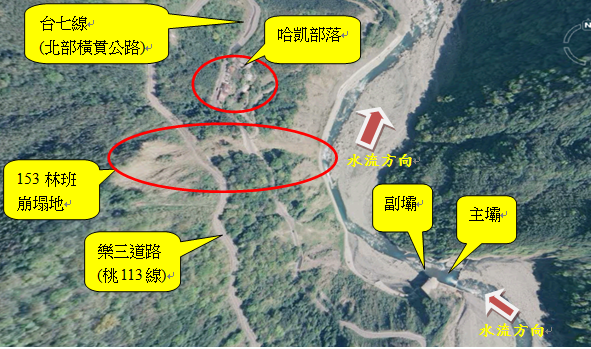 台七線
(北部橫貫公路)
哈凱部落
N
水流方向
153 林班
崩塌地
副壩
主壩
樂三道路
(桃113線)
水流方向